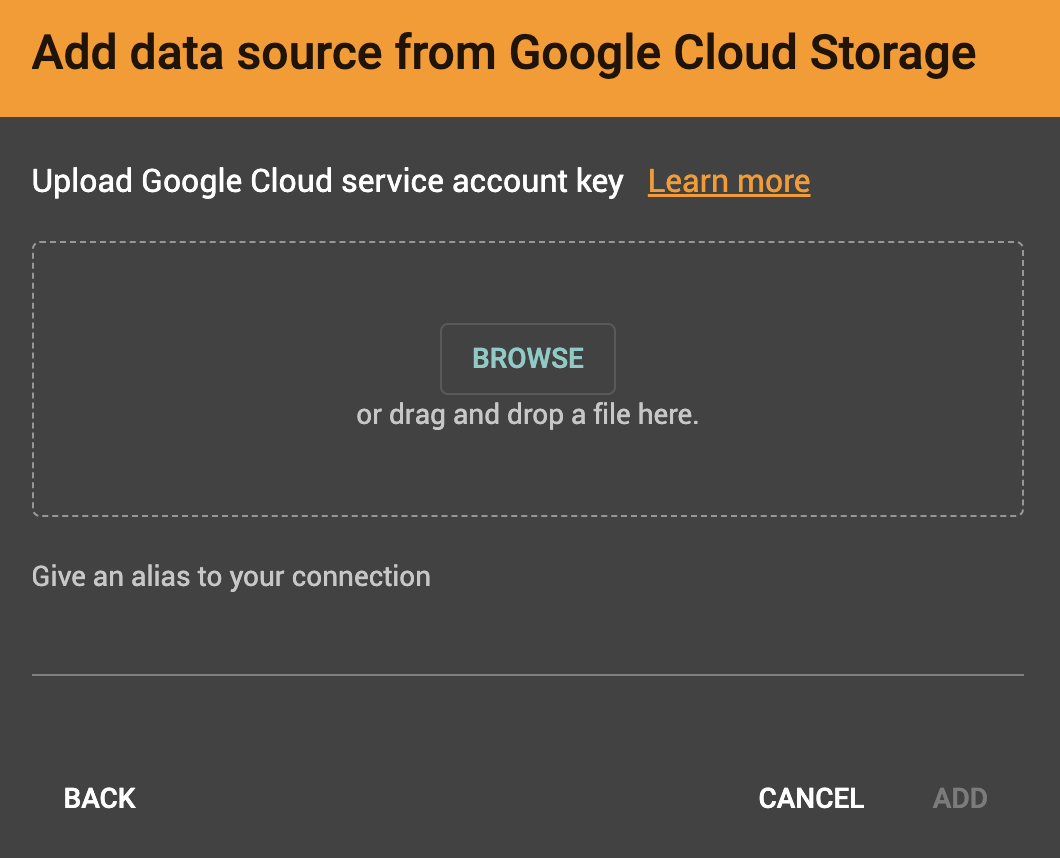 Add data source from Google Cloud Storage
Upload Google Cloud service account key Learn more
BROWSE
or drag and drop a file here.
Give an alias to your connection
BACK CANCEL ADD